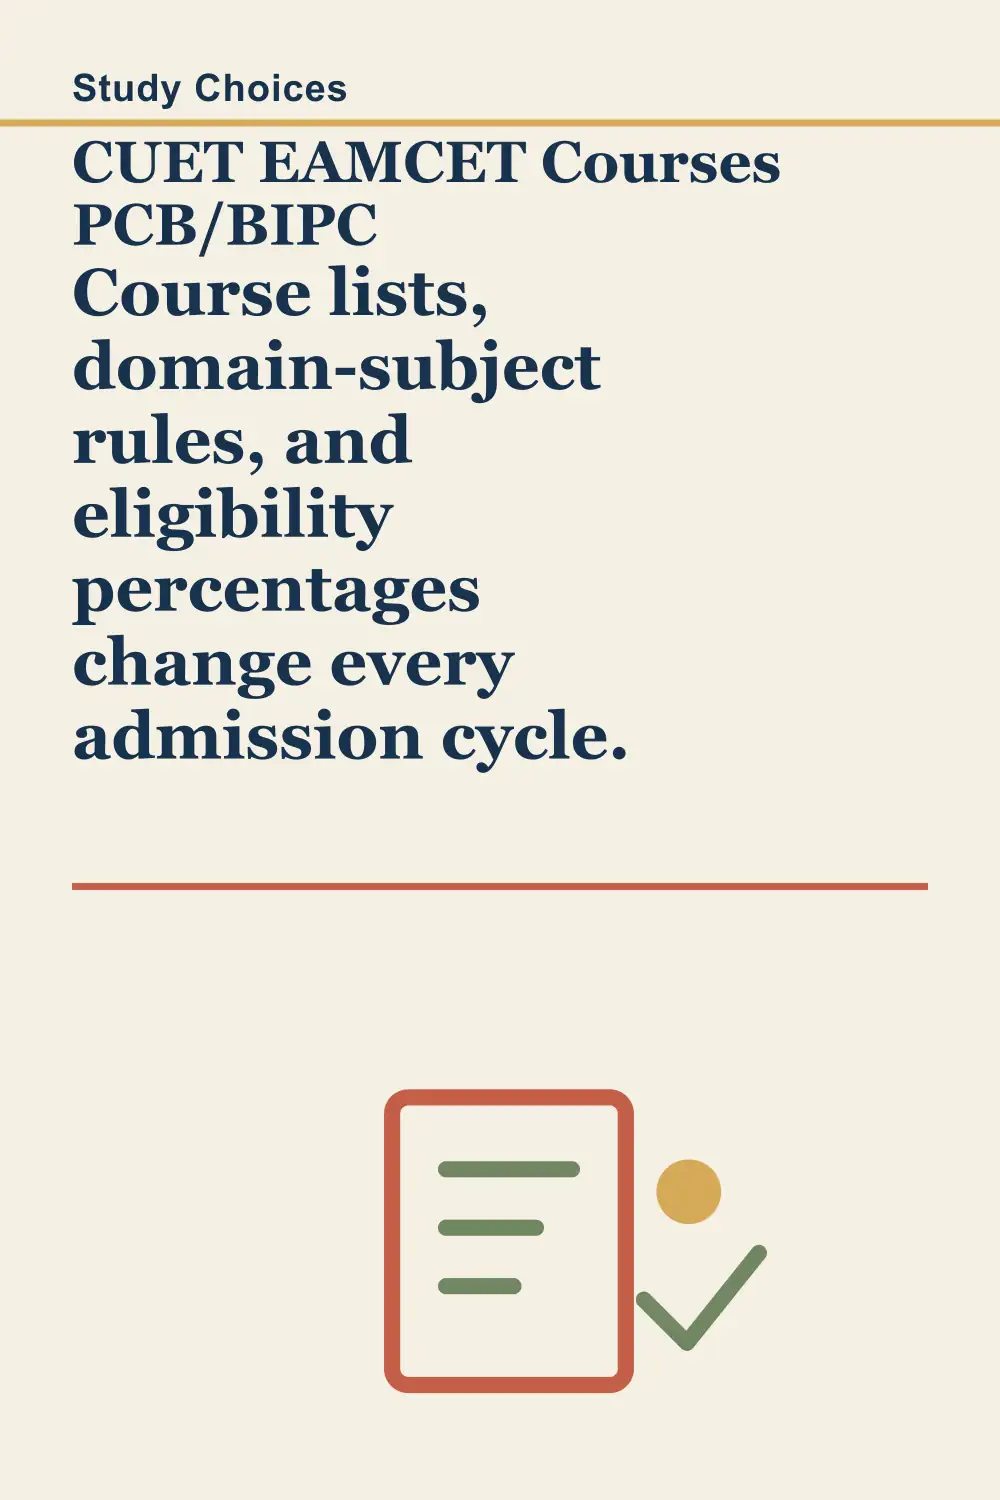 Study Choices
CUET EAMCET Courses
PCB/BIPC
Course lists,
domain-subject
rules, and
eligibility
percentages
change every
admission cycle.